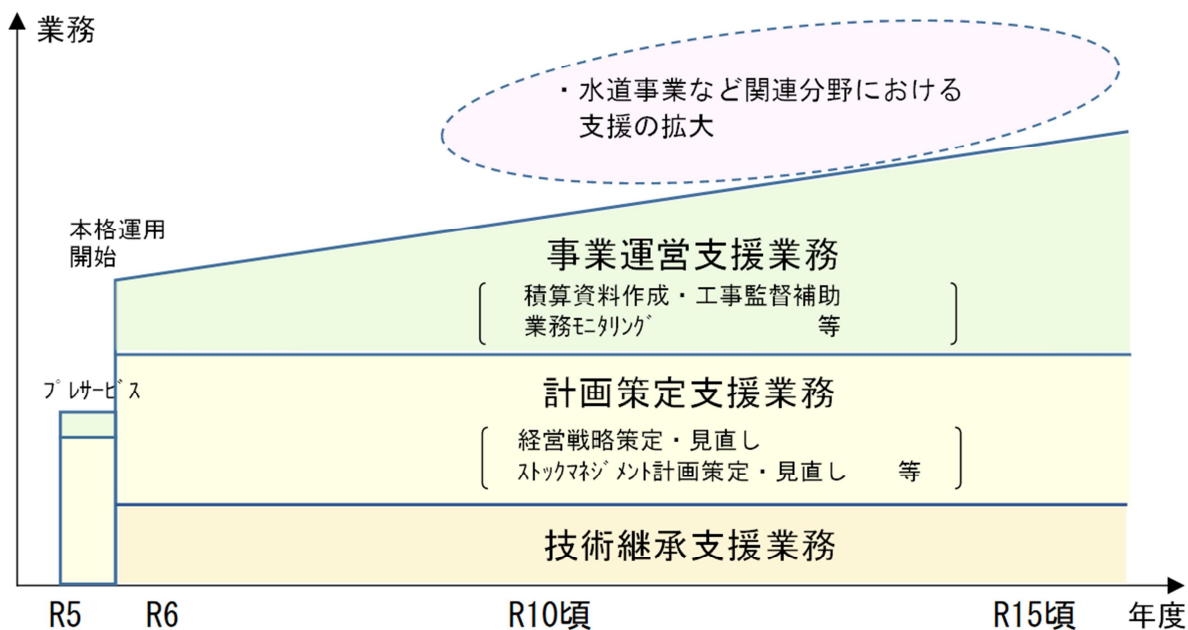 業務
・水道事業など関連分野における
支援の拡大
本格運用
開始
事業運営支援業務
積算資料作成・工事監督補助
業務ﾓﾆﾀﾘﾝｸﾞ 等
ﾌﾟﾚｻｰﾋﾞｽ
計画策定支援業務
経営戦略策定・見直し
ｽﾄｯｸﾏﾈｼﾞﾒﾝﾄ計画策定・見直し 等
技術継承支援業務
R5 R6 R10頃 R15頃 年度